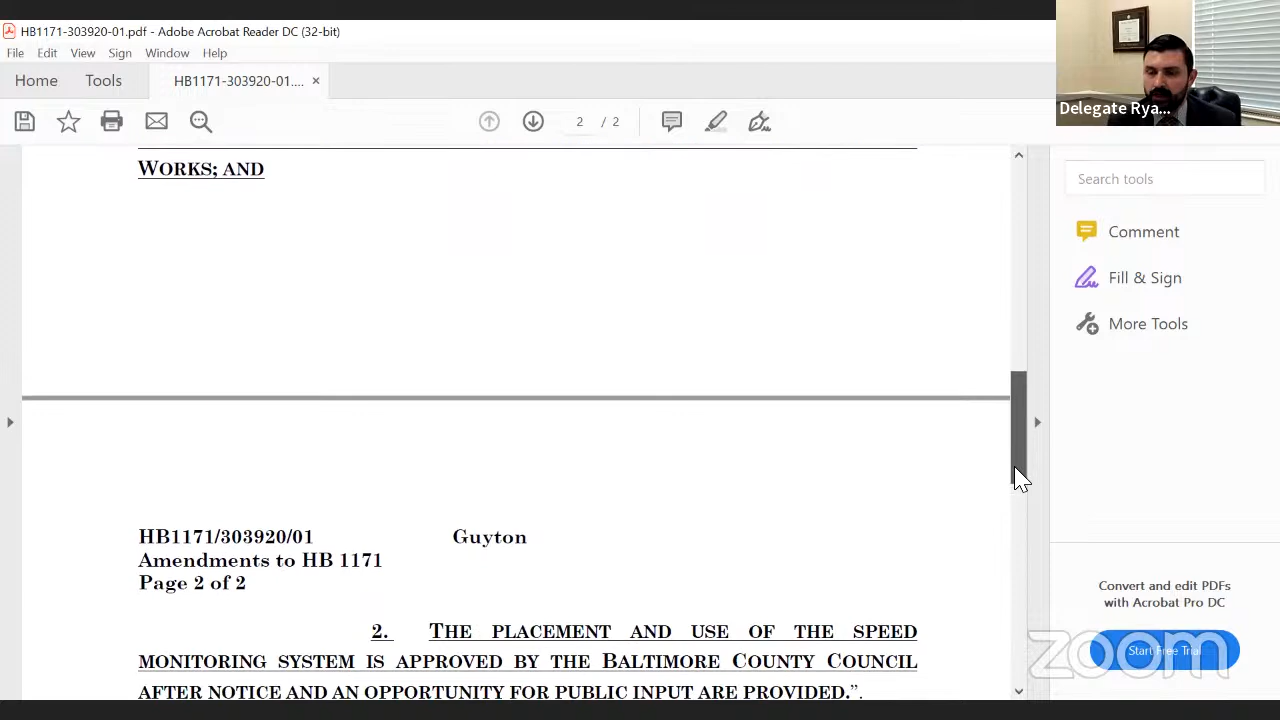 HB1171-303920-01.pdf - Adobe Acrobat Reader DC (32-bit)
File Edit View Sign Window Help
Home Tools HB1171-303920-01.... ×
2 / 2
Delegate Rya...
WORKS; AND
Search tools
Comment
Fill & Sign
More Tools
HB1171/303920/01 Guyton
Amendments to HB 1171
Page 2 of 2
2. THE PLACEMENT AND USE OF THE SPEED
MONITORING SYSTEM IS APPROVED BY THE BALTIMORE COUNTY COUNCIL
AFTER NOTICE AND AN OPPORTUNITY FOR PUBLIC INPUT ARE PROVIDED.”.
Convert and edit PDFs
with Acrobat Pro DC
Start Free Trial
zoom